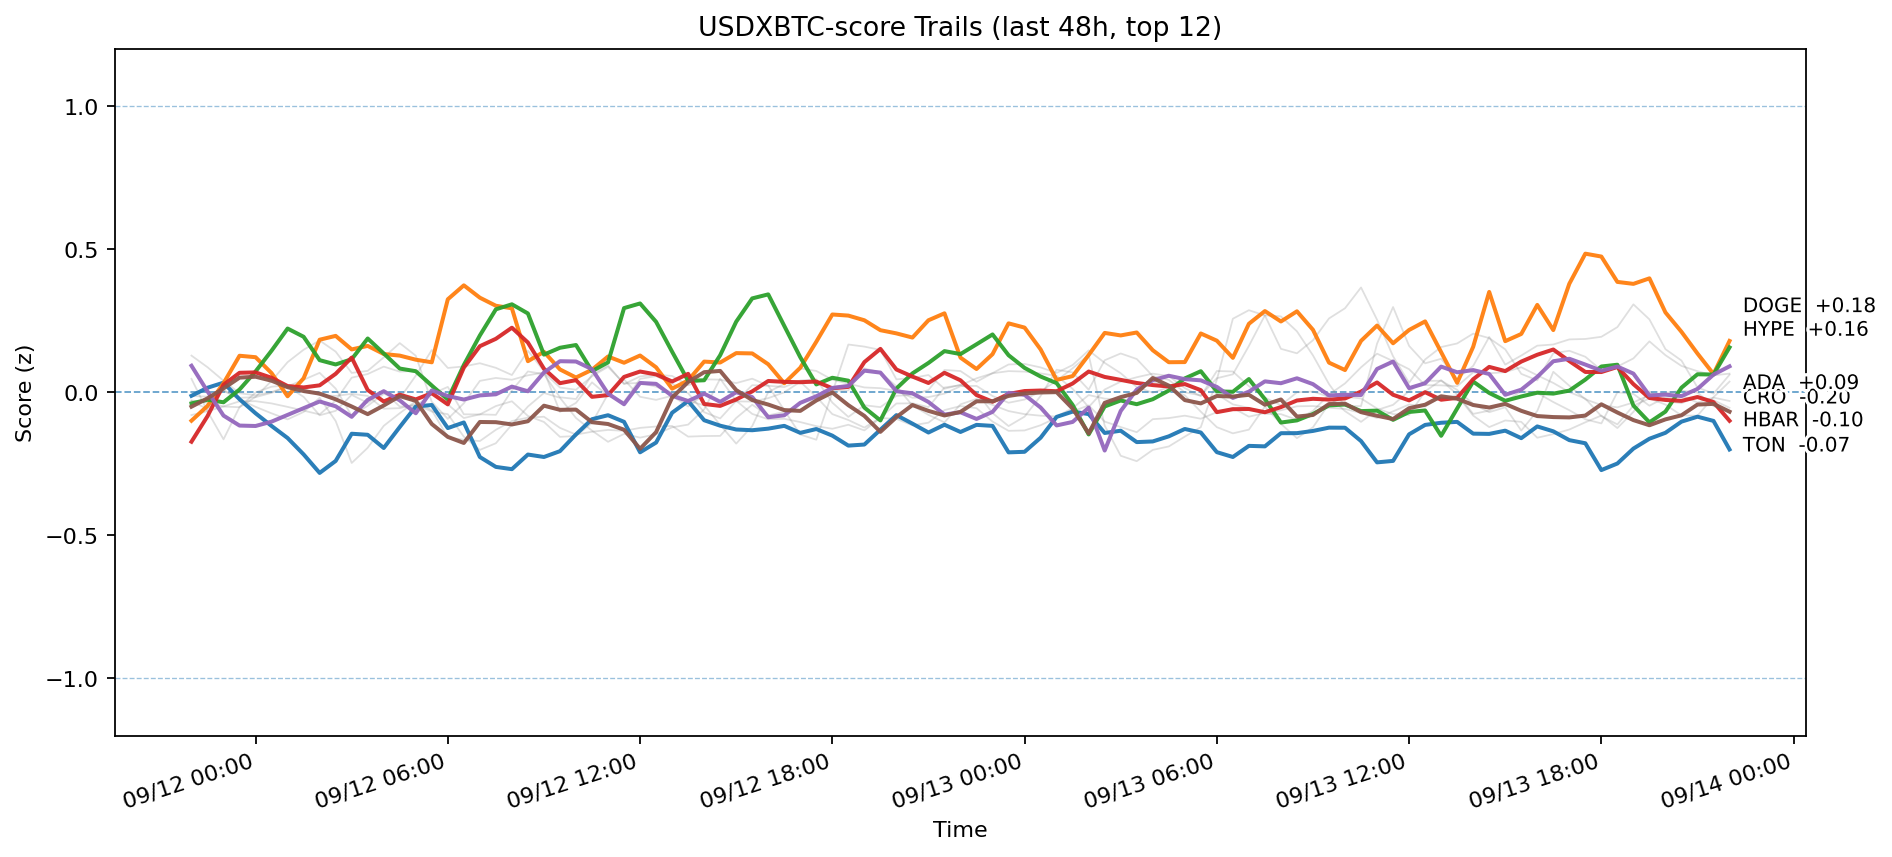 USDXBTC-score Trails (last 48h, top 12)
Score (z)
1.0
0.5
0.0
−0.5
−1.0
DOGE +0.18
HYPE +0.16
ADA +0.09
CRO -0.20
HBAR -0.10
TON -0.07
09/12 00:00
09/12 06:00
09/12 12:00
09/12 18:00
09/13 00:00
09/13 06:00
09/13 12:00
09/13 18:00
09/14 00:00
Time